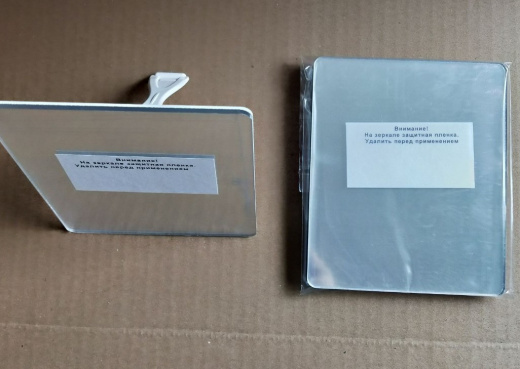 Внимание!
На зеркале защитная пленка
Удалить перед применением
Внимание!
На зеркале защитная пленка.
Удалить перед применением